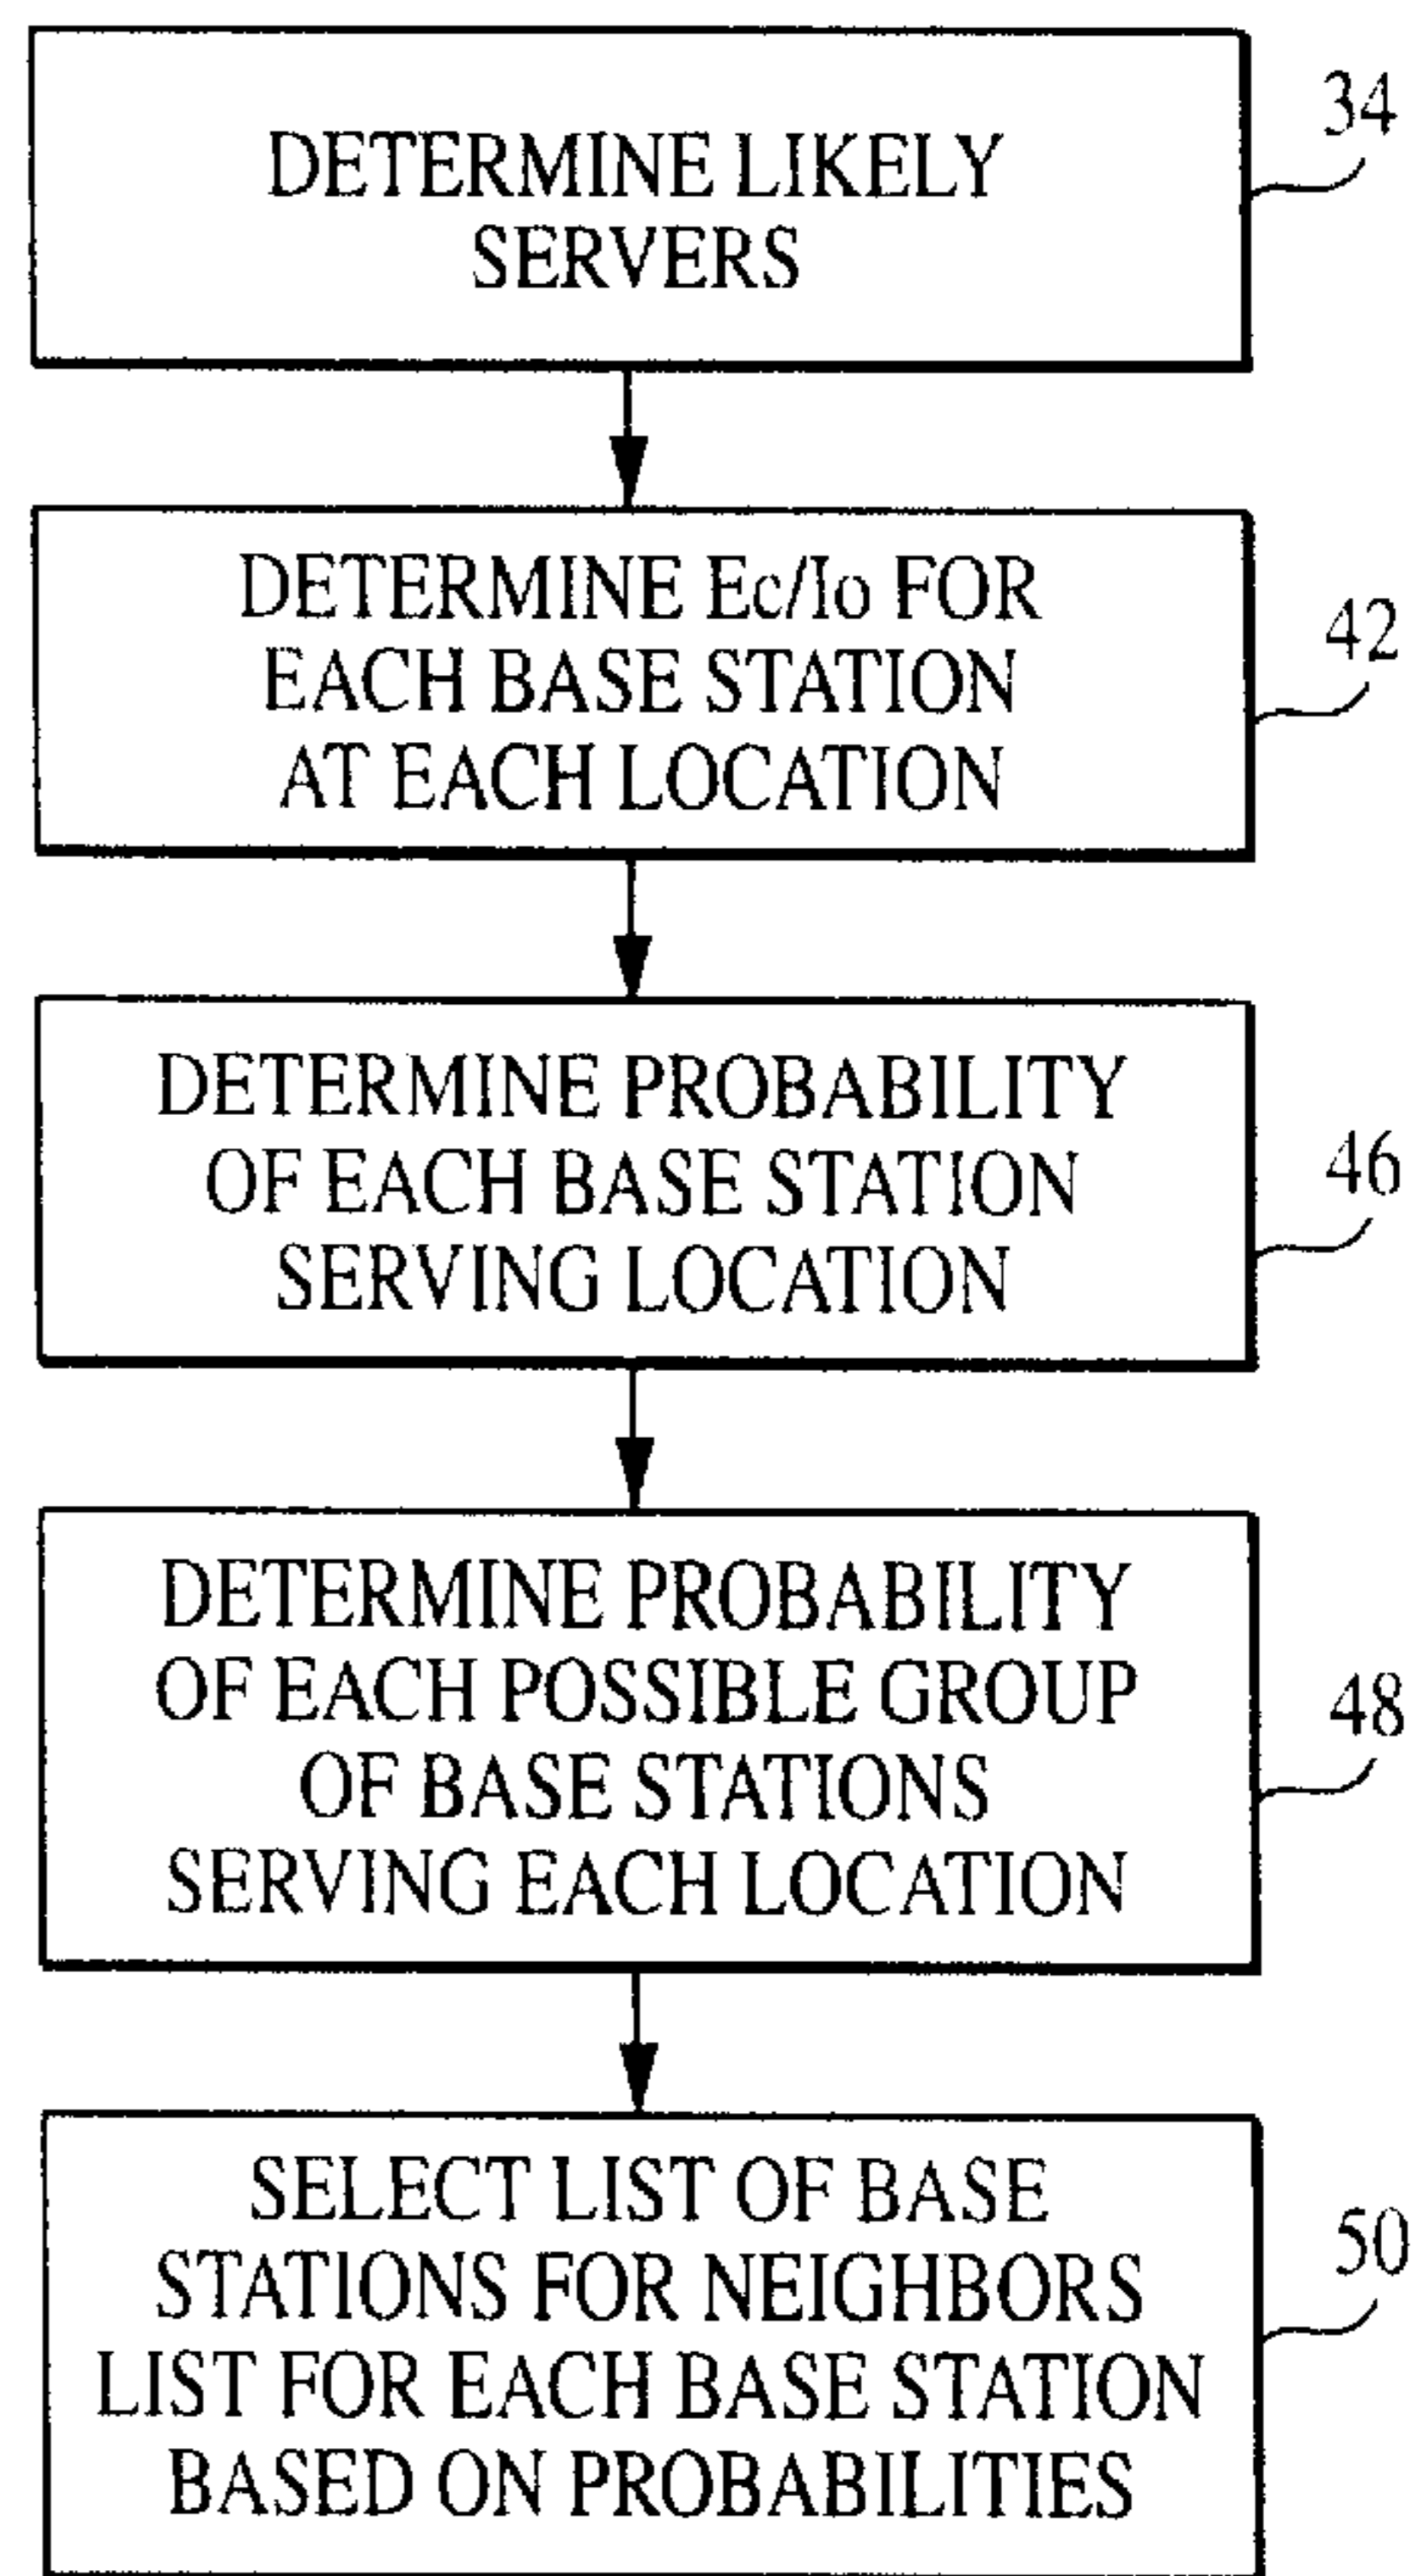 34
DETERMINE LIKELY
SERVERS
DETERMINE Ec/Io FOR
EACH BASE STATION
AT EACH LOCATION
42
DETERMINE PROBABILITY
OF EACH BASE STATION
SERVING LOCATION
46
DETERMINE PROBABILITY
OF EACH POSSIBLE GROUP
OF BASE STATIONS
SERVING EACH LOCATION
48
SELECT LIST OF BASE
STATIONS FOR NEIGHBORS
LIST FOR EACH BASE STATION
BASED ON PROBABILITIES
50